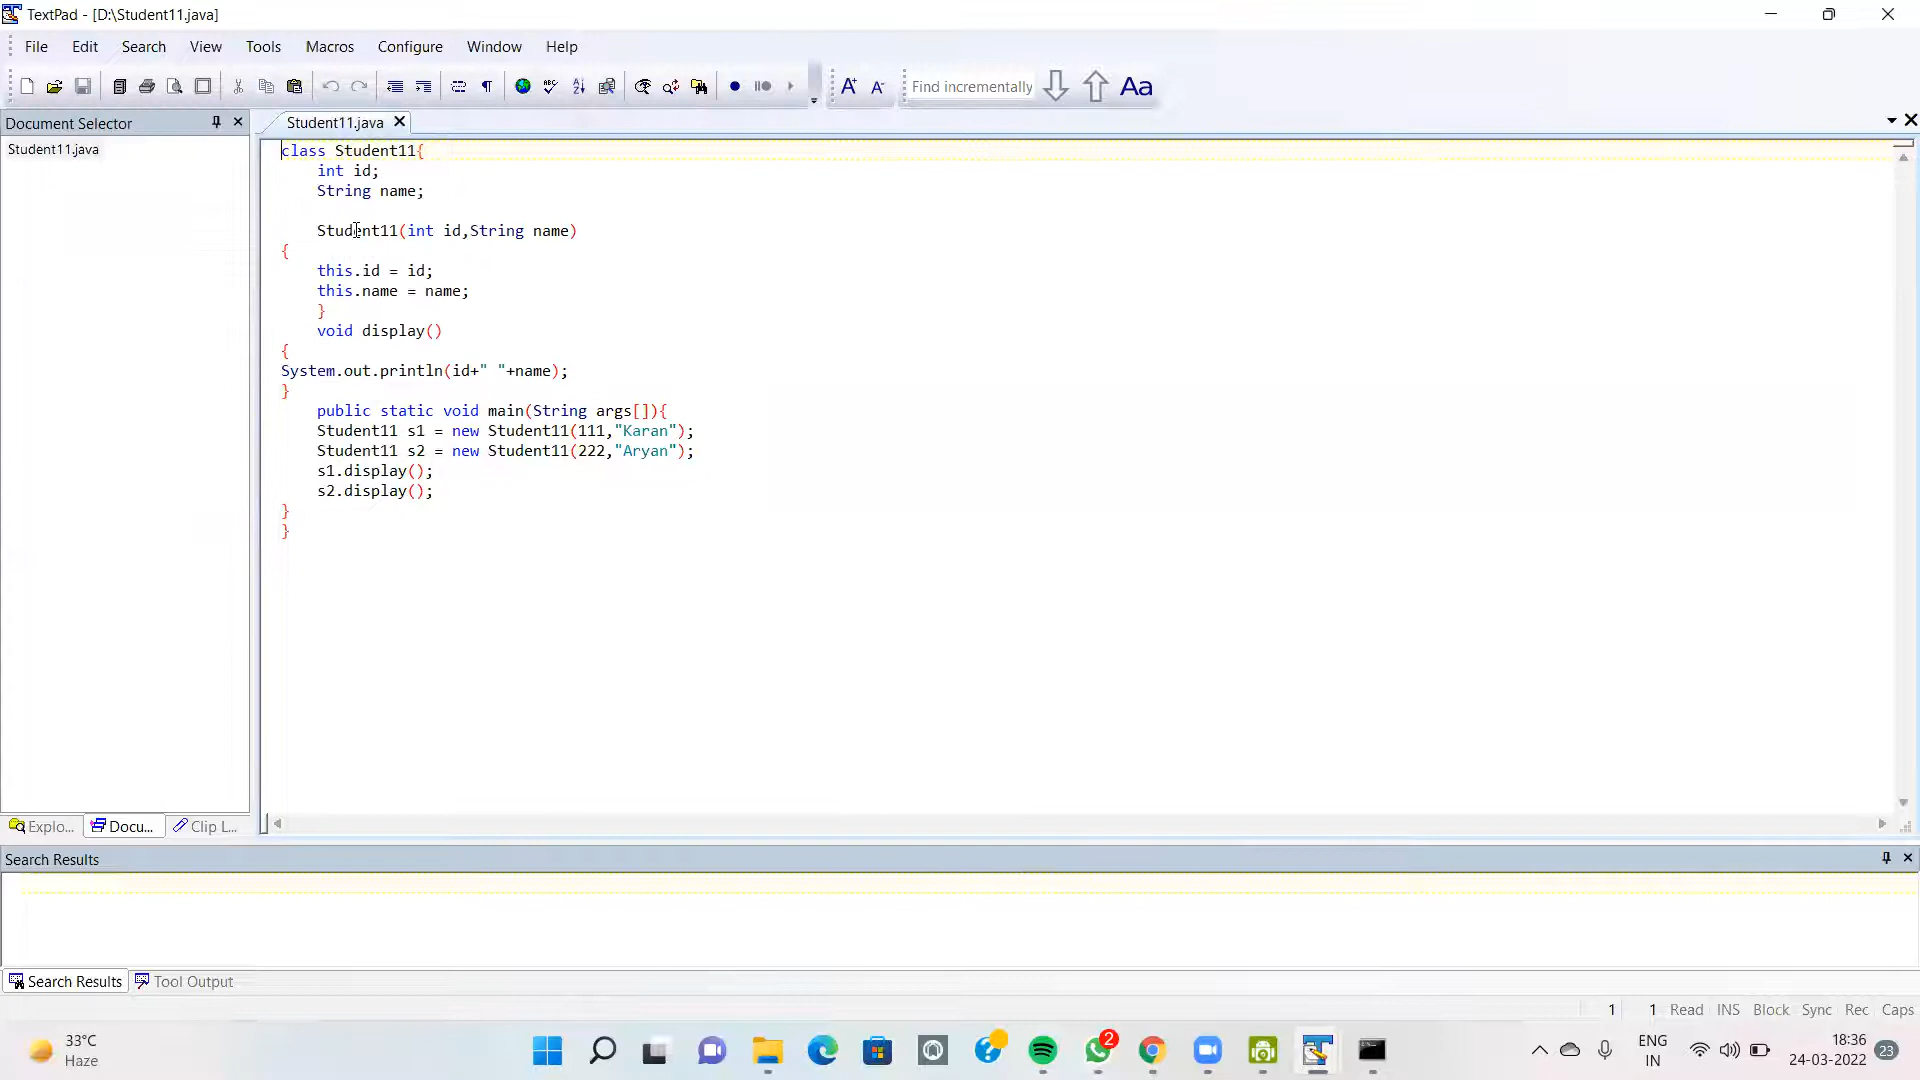 TextPad - [D:\Student11.java]
File Edit Search View Tools Macros Configure Window Help
Find incrementally Aa
Document Selector
Student11.java
Student11.java
class Student11{
int id;
String name;
Student11(int id,String name)
{
this.id = id;
this.name = name;
}
void display()
{
System.out.println(id+" "+name);
}
public static void main(String args[]){
Student11 s1 = new Student11(111,"Karan");
Student11 s2 = new Student11(222,"Aryan");
s1.display();
s2.display();
}
}
Explo... Docu... Clip L...
Search Results
Search Results Tool Output
1 1 Read INS Block Sync Rec Caps
33°C
Haze
2
ENG
IN
18:36
24-03-2022
23